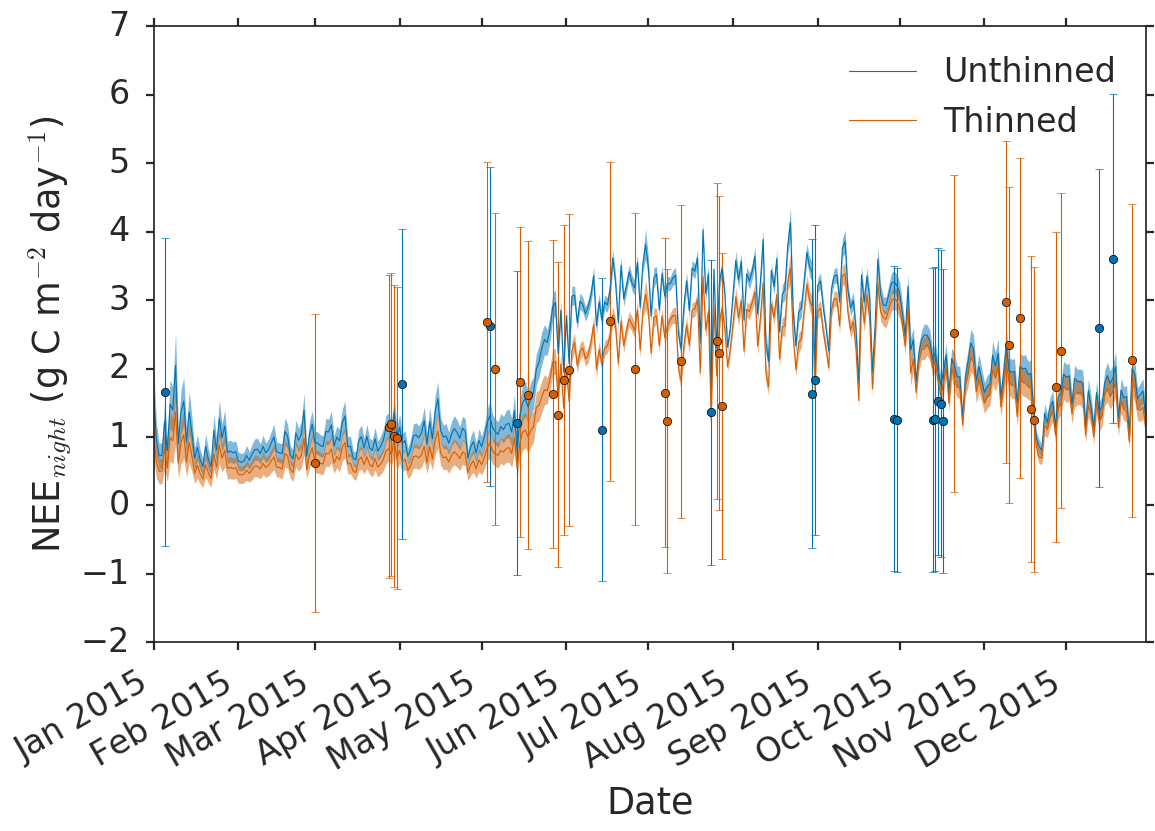 7
6
5
4
3
2
1
0
−1
−2
NEE_night (g C m⁻² day⁻¹)
Unthinned
Thinned
Jan 2015
Feb 2015
Mar 2015
Apr 2015
May 2015
Jun 2015
Jul 2015
Aug 2015
Sep 2015
Oct 2015
Nov 2015
Dec 2015
Date